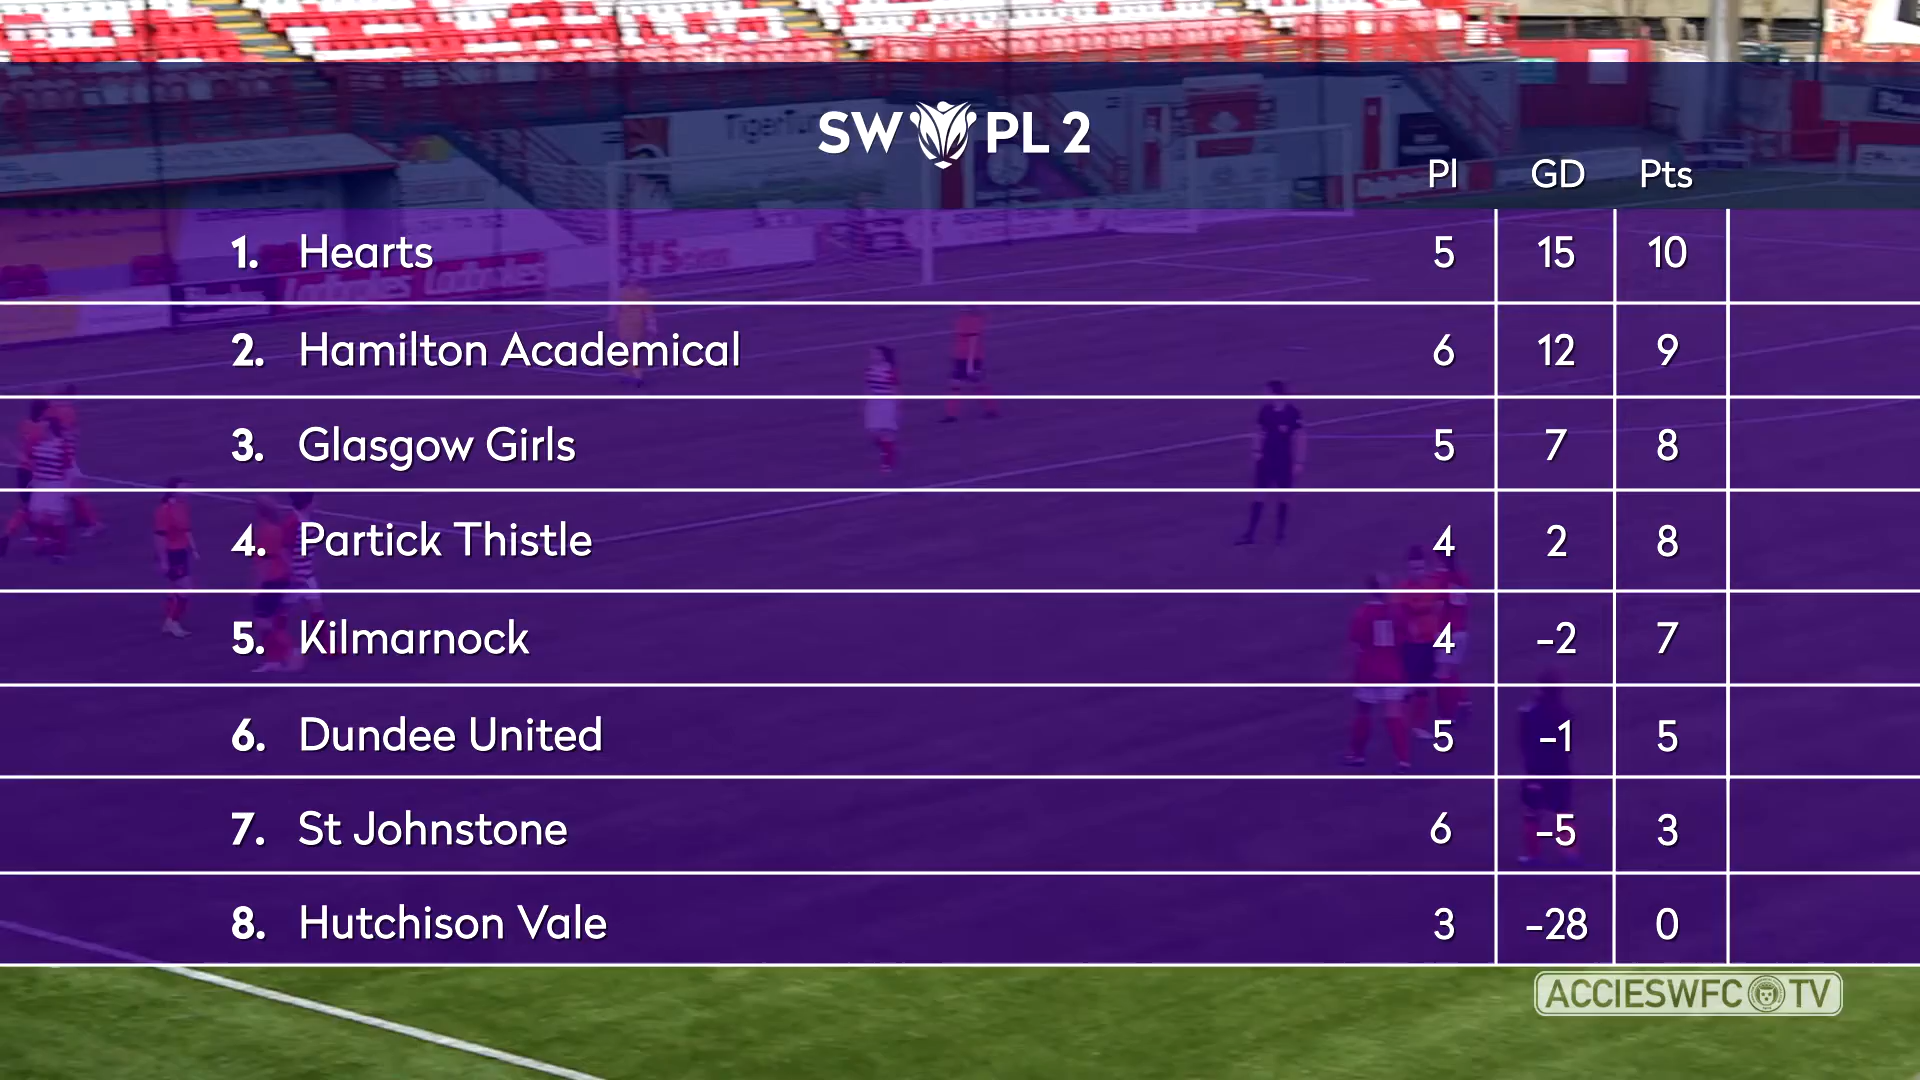 SW PL 2
Pl GD Pts
1. Hearts 5 15 10
2. Hamilton Academical 6 12 9
3. Glasgow Girls 5 7 8
4. Partick Thistle 4 2 8
5. Kilmarnock 4 -2 7
6. Dundee United 5 -1 5
7. St Johnstone 6 -5 3
8. Hutchison Vale 3 -28 0
Ladbrokes Ladbrokes
ACCIESWFC TV